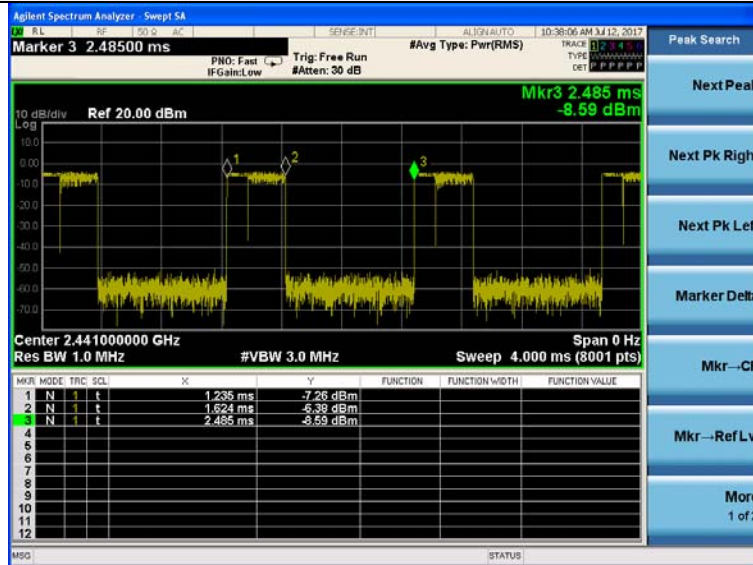 Agilent Spectrum Analyzer - Swept SA
RL RF 50 Ω AC SENSE:INT ALIGN AUTO 10:38:06 AM Jul 12, 2017
Marker 3 2.48500 ms
PNO: Fast
IFGain:Low
Trig: Free Run
#Atten: 30 dB
#Avg Type: Pwr(RMS)
TRACE 1 2 3 4 5 6
TYPE
DET P P P P P P
Peak Search
Mkr3 2.485 ms
-8.59 dBm
10 dB/div Ref 20.00 dBm
Log
10.0
0.00
-10.0
-20.0
-30.0
-40.0
-50.0
-60.0
-70.0
1
2
3
Center 2.441000000 GHz
Span 0 Hz
Res BW 1.0 MHz
#VBW 3.0 MHz
Sweep 4.000 ms (8001 pts)
MKR MODE TRC SCL X Y FUNCTION FUNCTION WIDTH FUNCTION VALUE
1 N 1 t 1.235 ms -7.26 dBm
2 N 1 t 1.624 ms -6.38 dBm
3 N 1 t 2.485 ms -8.59 dBm
4
5
6
7
8
9
10
11
12
MSG STATUS
Next Peak
Next Pk Righ
Next Pk Lef
Marker Delt
Mkr→C
Mkr→Ref Lv
More
1 of 2